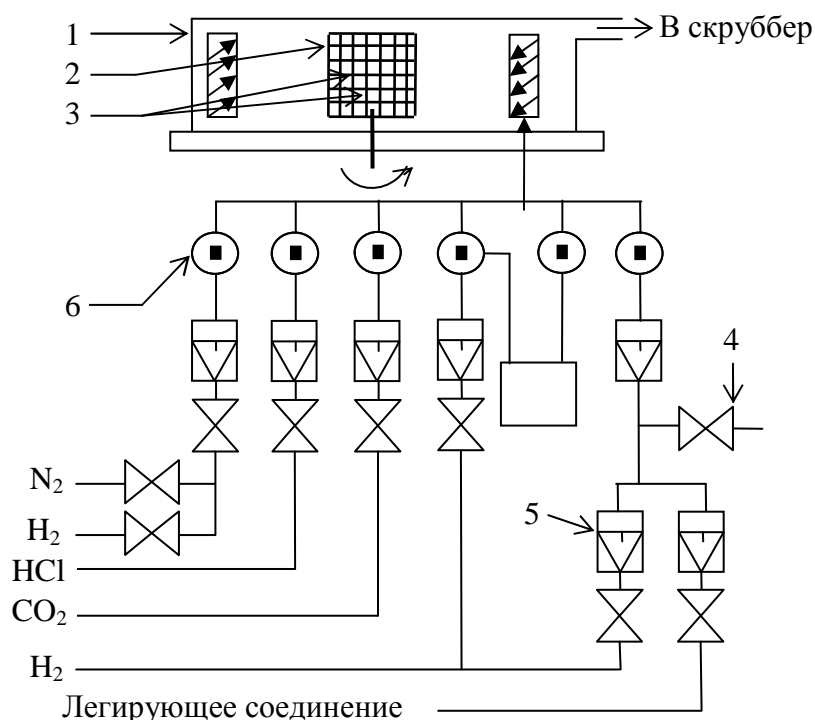 1
В скруббер
2
3
6
4
N₂
5
H₂
HCl
CO₂
H₂
Легирующее соединение